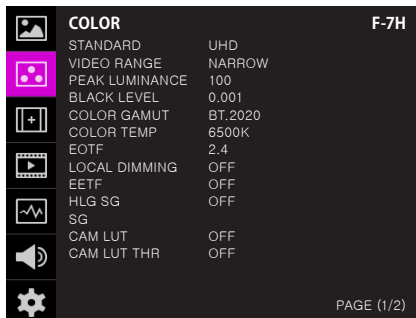 COLOR F-7H
STANDARD UHD
VIDEO RANGE NARROW
PEAK LUMINANCE 100
BLACK LEVEL 0.001
COLOR GAMUT BT.2020
COLOR TEMP 6500K
EOTF 2.4
LOCAL DIMMING OFF
EETF OFF
HLG SG OFF
SG
CAM LUT OFF
CAM LUT THR OFF
PAGE (1/2)